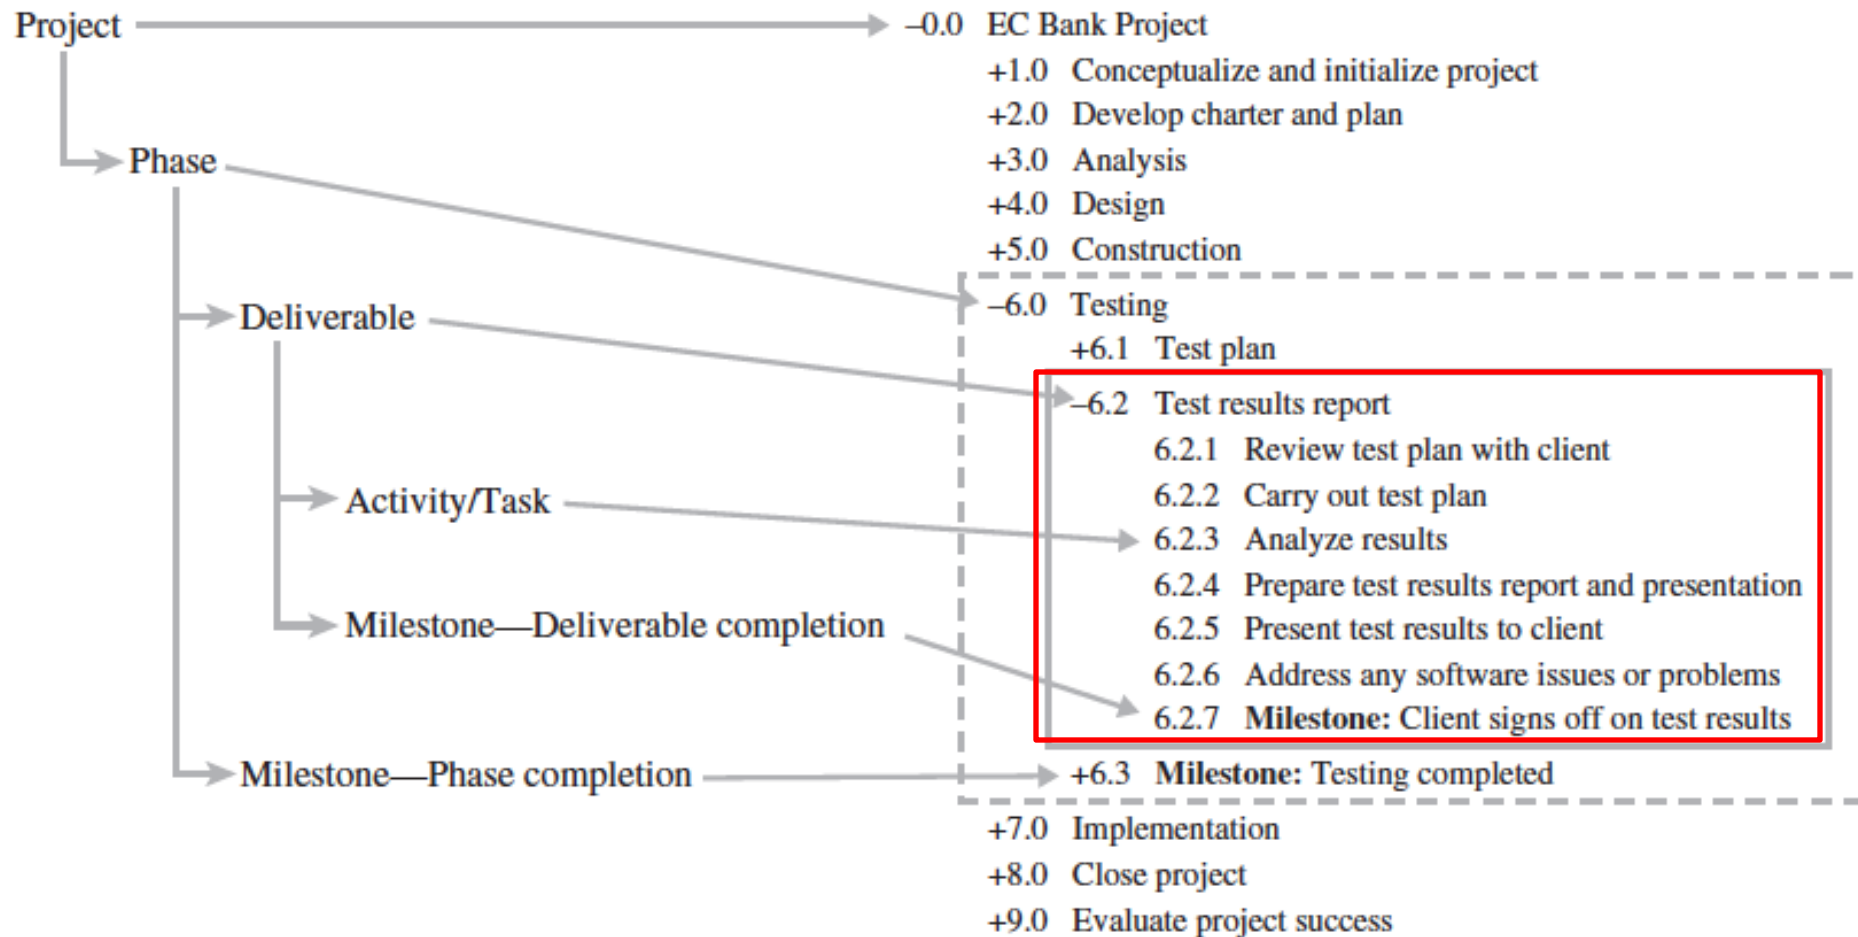 Project
–0.0 EC Bank Project
+1.0 Conceptualize and initialize project
+2.0 Develop charter and plan
Phase
+3.0 Analysis
+4.0 Design
+5.0 Construction
–6.0 Testing
Deliverable
+6.1 Test plan
–6.2 Test results report
6.2.1 Review test plan with client
Activity/Task
6.2.2 Carry out test plan
6.2.3 Analyze results
6.2.4 Prepare test results report and presentation
Milestone—Deliverable completion
6.2.5 Present test results to client
6.2.6 Address any software issues or problems
6.2.7 Milestone: Client signs off on test results
Milestone—Phase completion
+6.3 Milestone: Testing completed
+7.0 Implementation
+8.0 Close project
+9.0 Evaluate project success